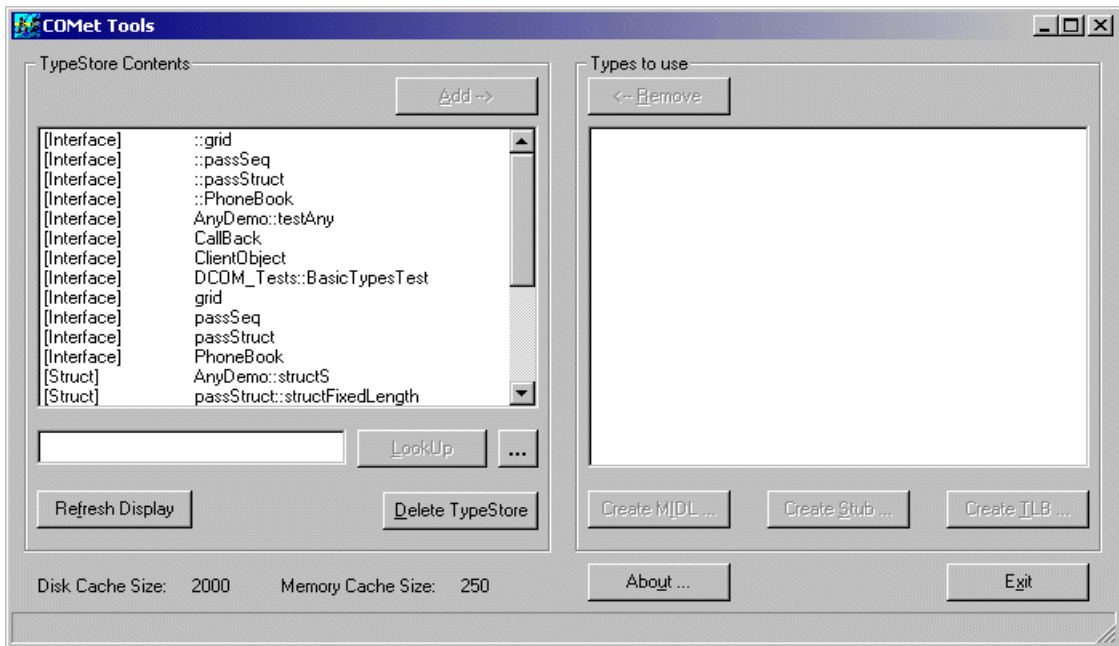 COMet Tools
TypeStore Contents
Types to use
Add -->
<-- Remove
[Interface] ::grid
[Interface] ::passSeq
[Interface] ::passStruct
[Interface] ::PhoneBook
[Interface] AnyDemo::testAny
[Interface] CallBack
[Interface] ClientObject
[Interface] DCOM_Tests::BasicTypesTest
[Interface] grid
[Interface] passSeq
[Interface] passStruct
[Interface] PhoneBook
[Struct] AnyDemo::structS
[Struct] passStruct::structFixedLength
LookUp
...
Refresh Display
Delete TypeStore
Create MIDL ...
Create Stub ...
Create TLB ...
Disk Cache Size: 2000
Memory Cache Size: 250
About ...
Exit